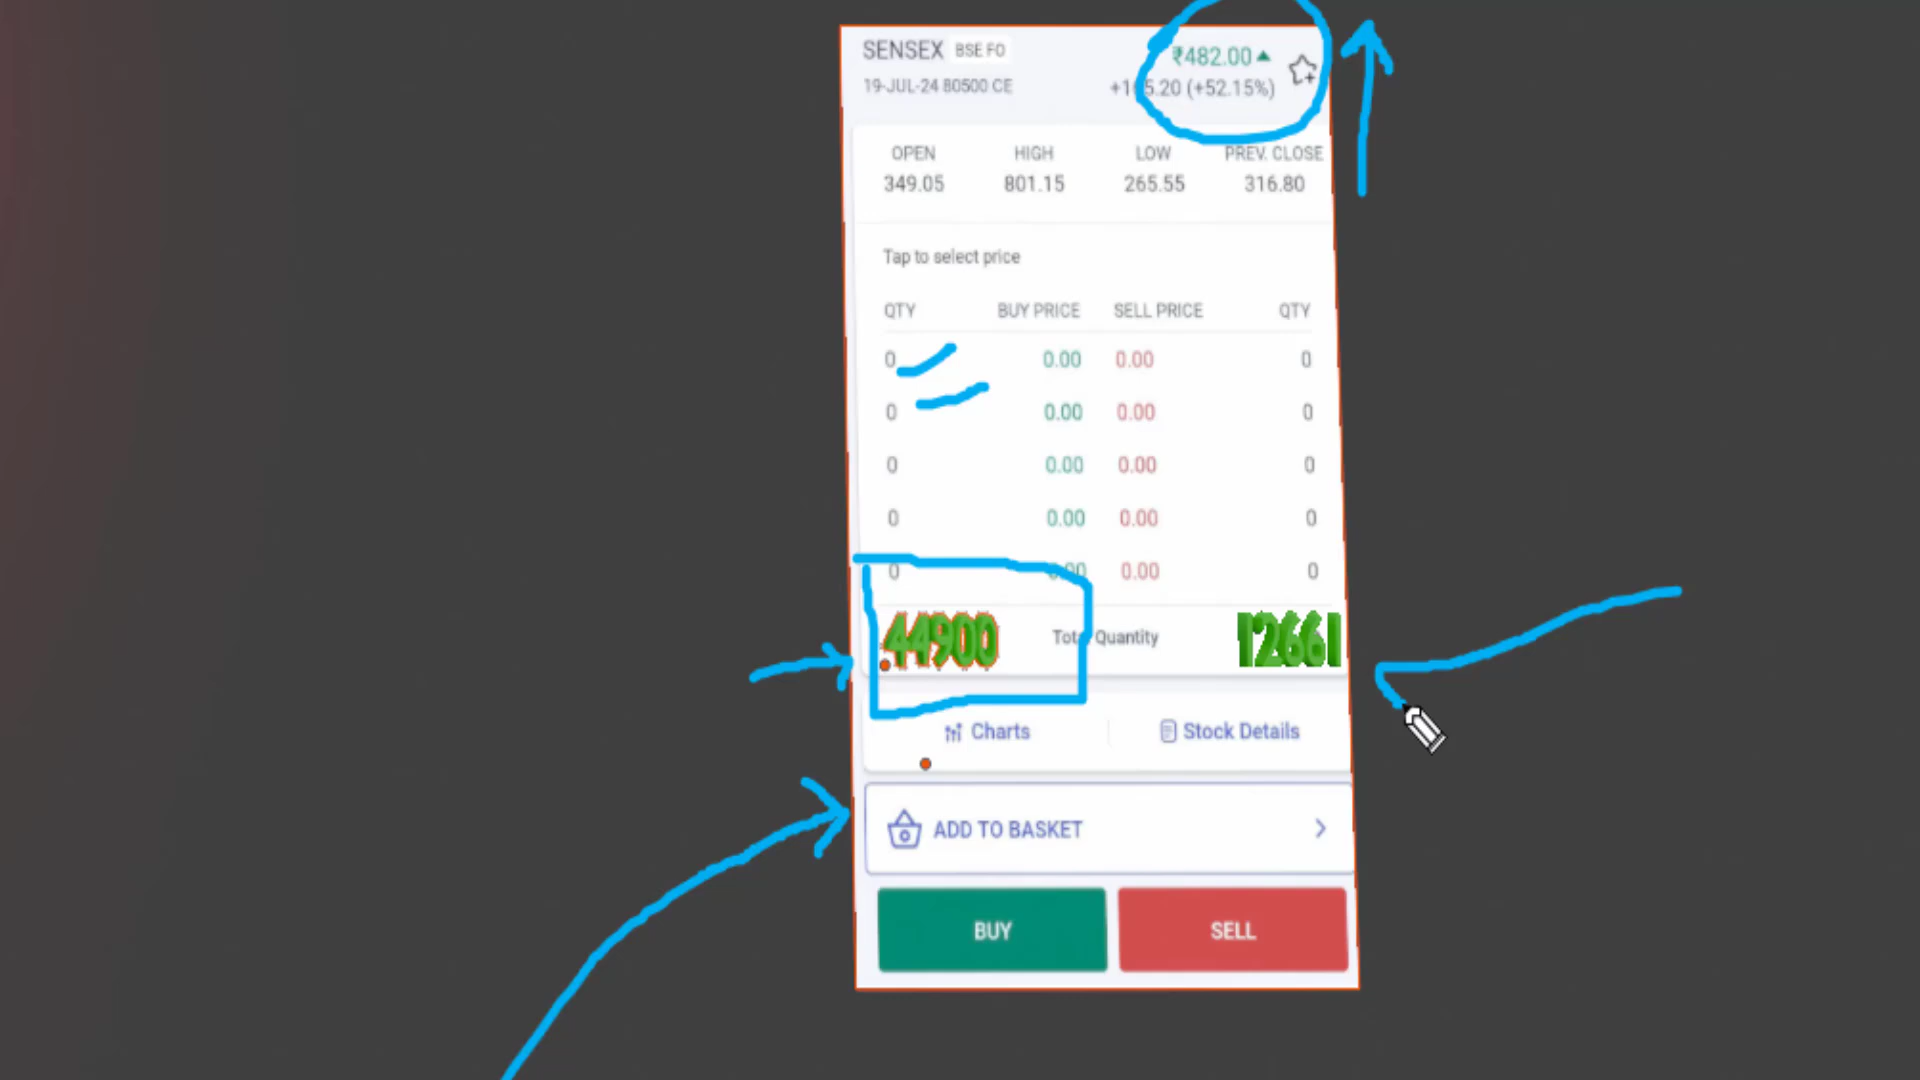 SENSEX BSE FO ₹482.00
19-JUL-24 80500 CE (+52.15%)
OPEN HIGH LOW PREV. CLOSE
349.05 801.15 265.55 316.80
Tap to select price
QTY BUY PRICE SELL PRICE QTY
0 0.00 0.00 0
0 0.00 0.00 0
0 0.00 0.00 0
0 0.00 0.00 0
0 0.00 0.00 0
44900 Total Quantity 12661
Charts Stock Details
ADD TO BASKET
BUY SELL